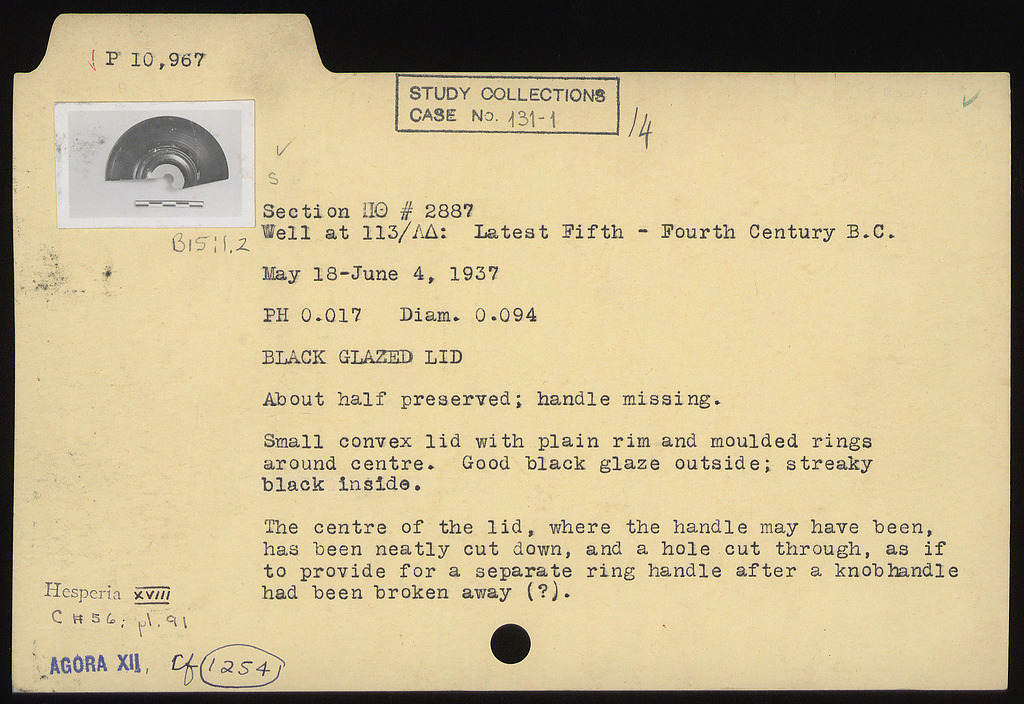 P 10,967
STUDY COLLECTIONS
CASE No. 131-1
/4
S
B15:1.2
Section ΠΘ # 2887
Well at 113/ΛΔ: Latest Fifth - Fourth Century B.C.
May 18-June 4, 1937
PH 0.017 Diam. 0.094
BLACK GLAZED LID
About half preserved; handle missing.
Small convex lid with plain rim and moulded rings
around centre. Good black glaze outside; streaky
black inside.
The centre of the lid, where the handle may have been,
has been neatly cut down, and a hole cut through, as if
to provide for a separate ring handle after a knobhandle
had been broken away (?).
Hesperia XVIII
C #56; pl.91
AGORA XII, cf 1254